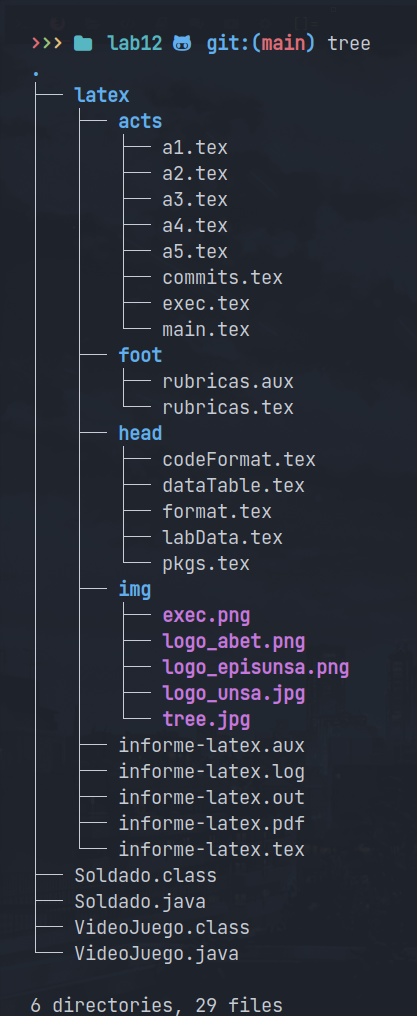 >>> lab12 git:(main) tree
.
├── latex
│   ├── acts
│   │   ├── a1.tex
│   │   ├── a2.tex
│   │   ├── a3.tex
│   │   ├── a4.tex
│   │   ├── a5.tex
│   │   ├── commits.tex
│   │   ├── exec.tex
│   │   └── main.tex
│   ├── foot
│   │   ├── rubricas.aux
│   │   └── rubricas.tex
│   ├── head
│   │   ├── codeFormat.tex
│   │   ├── dataTable.tex
│   │   ├── format.tex
│   │   ├── labData.tex
│   │   └── pkgs.tex
│   ├── img
│   │   ├── exec.png
│   │   ├── logo_abet.png
│   │   ├── logo_episunsa.png
│   │   ├── logo_unsa.jpg
│   │   └── tree.jpg
│   ├── informe-latex.aux
│   ├── informe-latex.log
│   ├── informe-latex.out
│   ├── informe-latex.pdf
│   └── informe-latex.tex
├── Soldado.class
├── Soldado.java
├── VideoJuego.class
└── VideoJuego.java
6 directories, 29 files